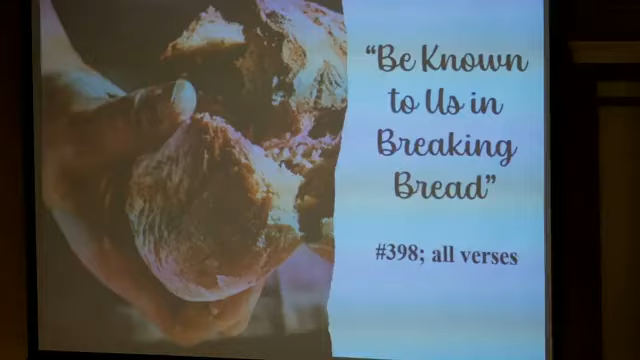 “Be Known
to Us in
Breaking
Bread”
#398; all verses